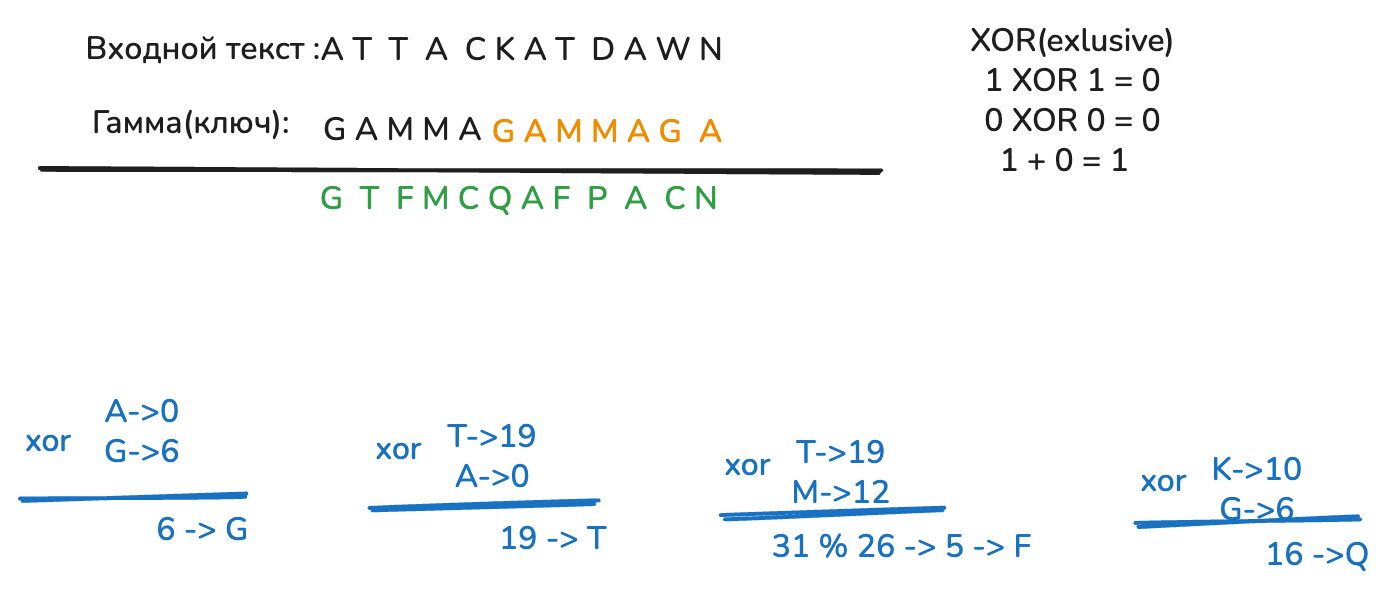 Входной текст :A T T A C K A T D A W N
Гамма(ключ): G A M M A G A M M A G A
G T F M C Q A F P A C N
XOR(exlusive)
1 XOR 1 = 0
0 XOR 0 = 0
1 + 0 = 1
xor
A->0
G->6
6 -> G
xor
T->19
A->0
19 -> T
xor
T->19
M->12
31 % 26 -> 5 -> F
xor
K->10
G->6
16 ->Q